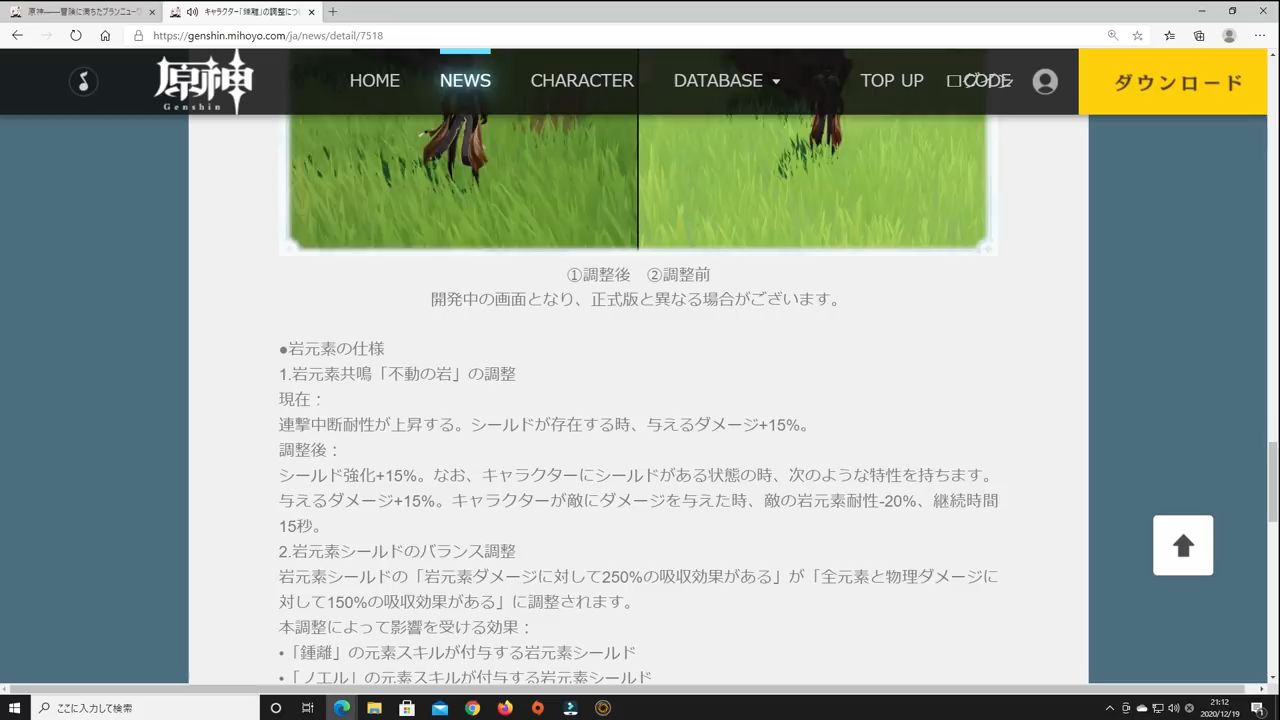 原神——冒険に満ちたブランニュー
キャラクター「鍾離」の調整につい
https://genshin.mihoyo.com/ja/news/detail/7518
原神
Genshin
HOME
NEWS
CHARACTER
DATABASE
TOP UP
CODE
ダウンロード
①調整後 ②調整前
開発中の画面となり、正式版と異なる場合がございます。
●岩元素の仕様
1.岩元素共鳴「不動の岩」の調整
現在：
連撃中断耐性が上昇する。シールドが存在する時、与えるダメージ+15%。
調整後：
シールド強化+15%。なお、キャラクターにシールドがある状態の時、次のような特性を持ちます。
与えるダメージ+15%。キャラクターが敵にダメージを与えた時、敵の岩元素耐性-20%、継続時間
15秒。
2.岩元素シールドのバランス調整
岩元素シールドの「岩元素ダメージに対して250%の吸収効果がある」が「全元素と物理ダメージに
対して150%の吸収効果がある」に調整されます。
本調整によって影響を受ける効果：
•「鍾離」の元素スキルが付与する岩元素シールド
•「ノエル」の元素スキルが付与する岩元素シールド
ここに入力して検索
21:12
2020/12/19